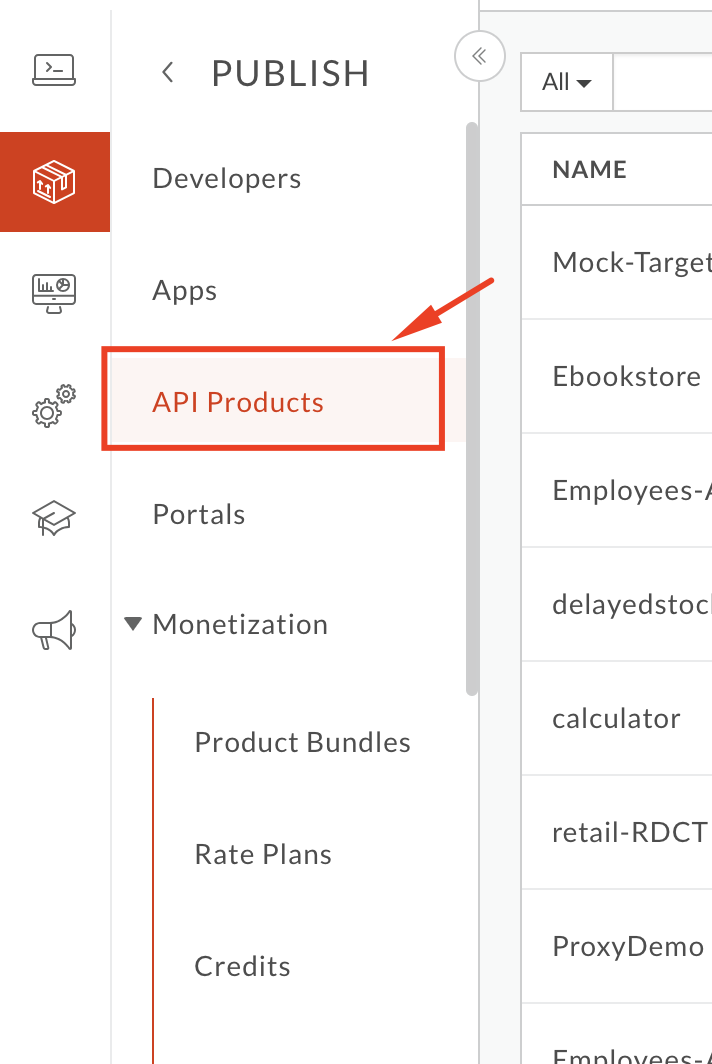 PUBLISH
Developers
Apps
API Products
Portals
Monetization
Product Bundles
Rate Plans
Credits
All
NAME
Mock-Target
Ebookstore
Employees-A
delayedstoc
calculator
retail-RDCT
ProxyDemo
Employees-A